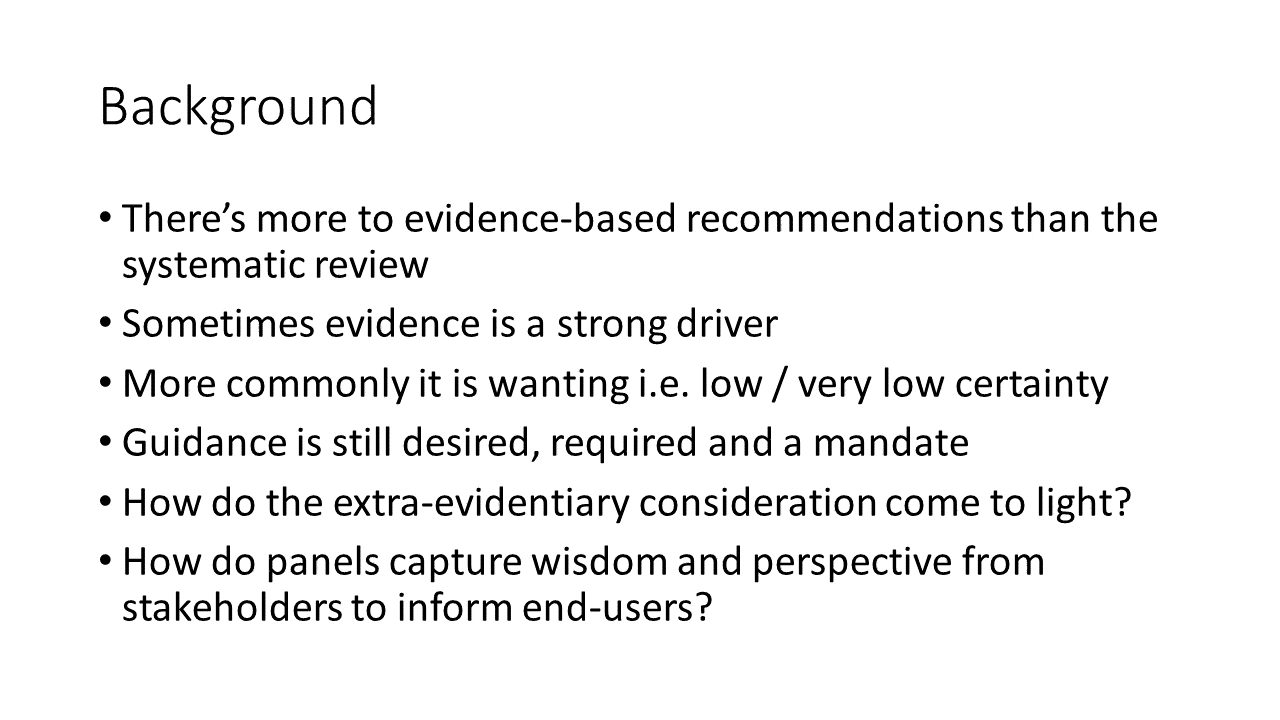 Background
• There’s more to evidence-based recommendations than the
systematic review
• Sometimes evidence is a strong driver
• More commonly it is wanting i.e. low / very low certainty
• Guidance is still desired, required and a mandate
• How do the extra-evidentiary consideration come to light?
• How do panels capture wisdom and perspective from
stakeholders to inform end-users?